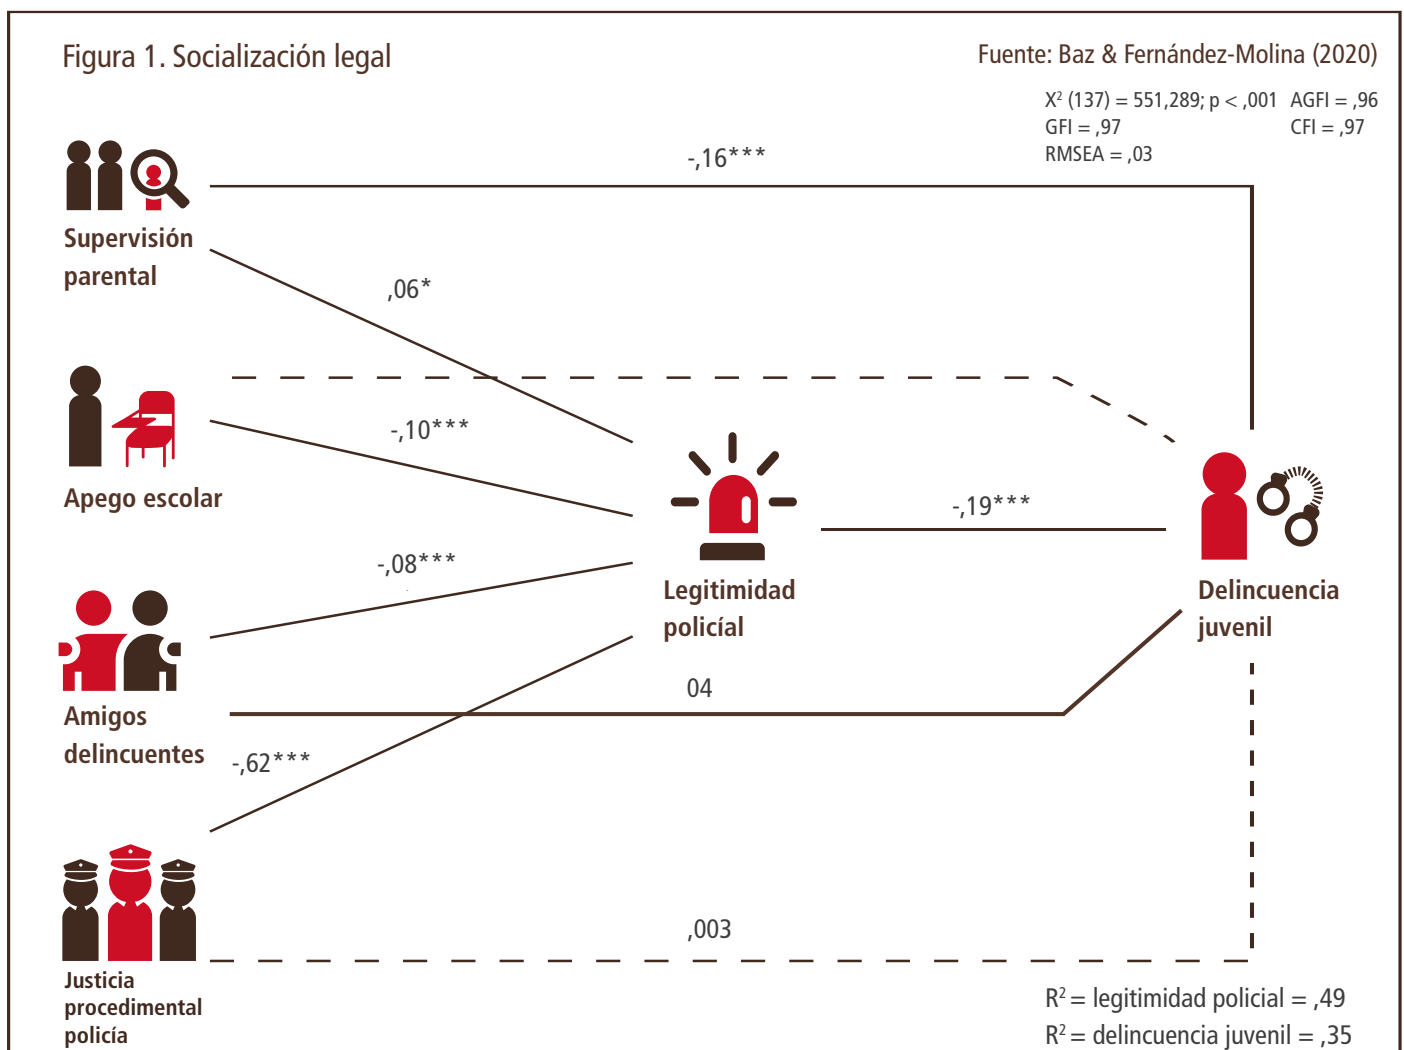 Figura 1. Socialización legal
Fuente: Baz & Fernández-Molina (2020)
X² (137) = 551,289; p < ,001 AGFI = ,96
GFI = ,97 CFI = ,97
RMSEA = ,03
-,16***
Supervisión
parental
,06*
-,10***
Apego escolar
-,19***
-,08***
Legitimidad
policíal
Delincuencia
juvenil
04
Amigos
delincuentes
-,62***
,003
Justicia
procedimental
policía
R² = legitimidad policial = ,49
R² = delincuencia juvenil = ,35